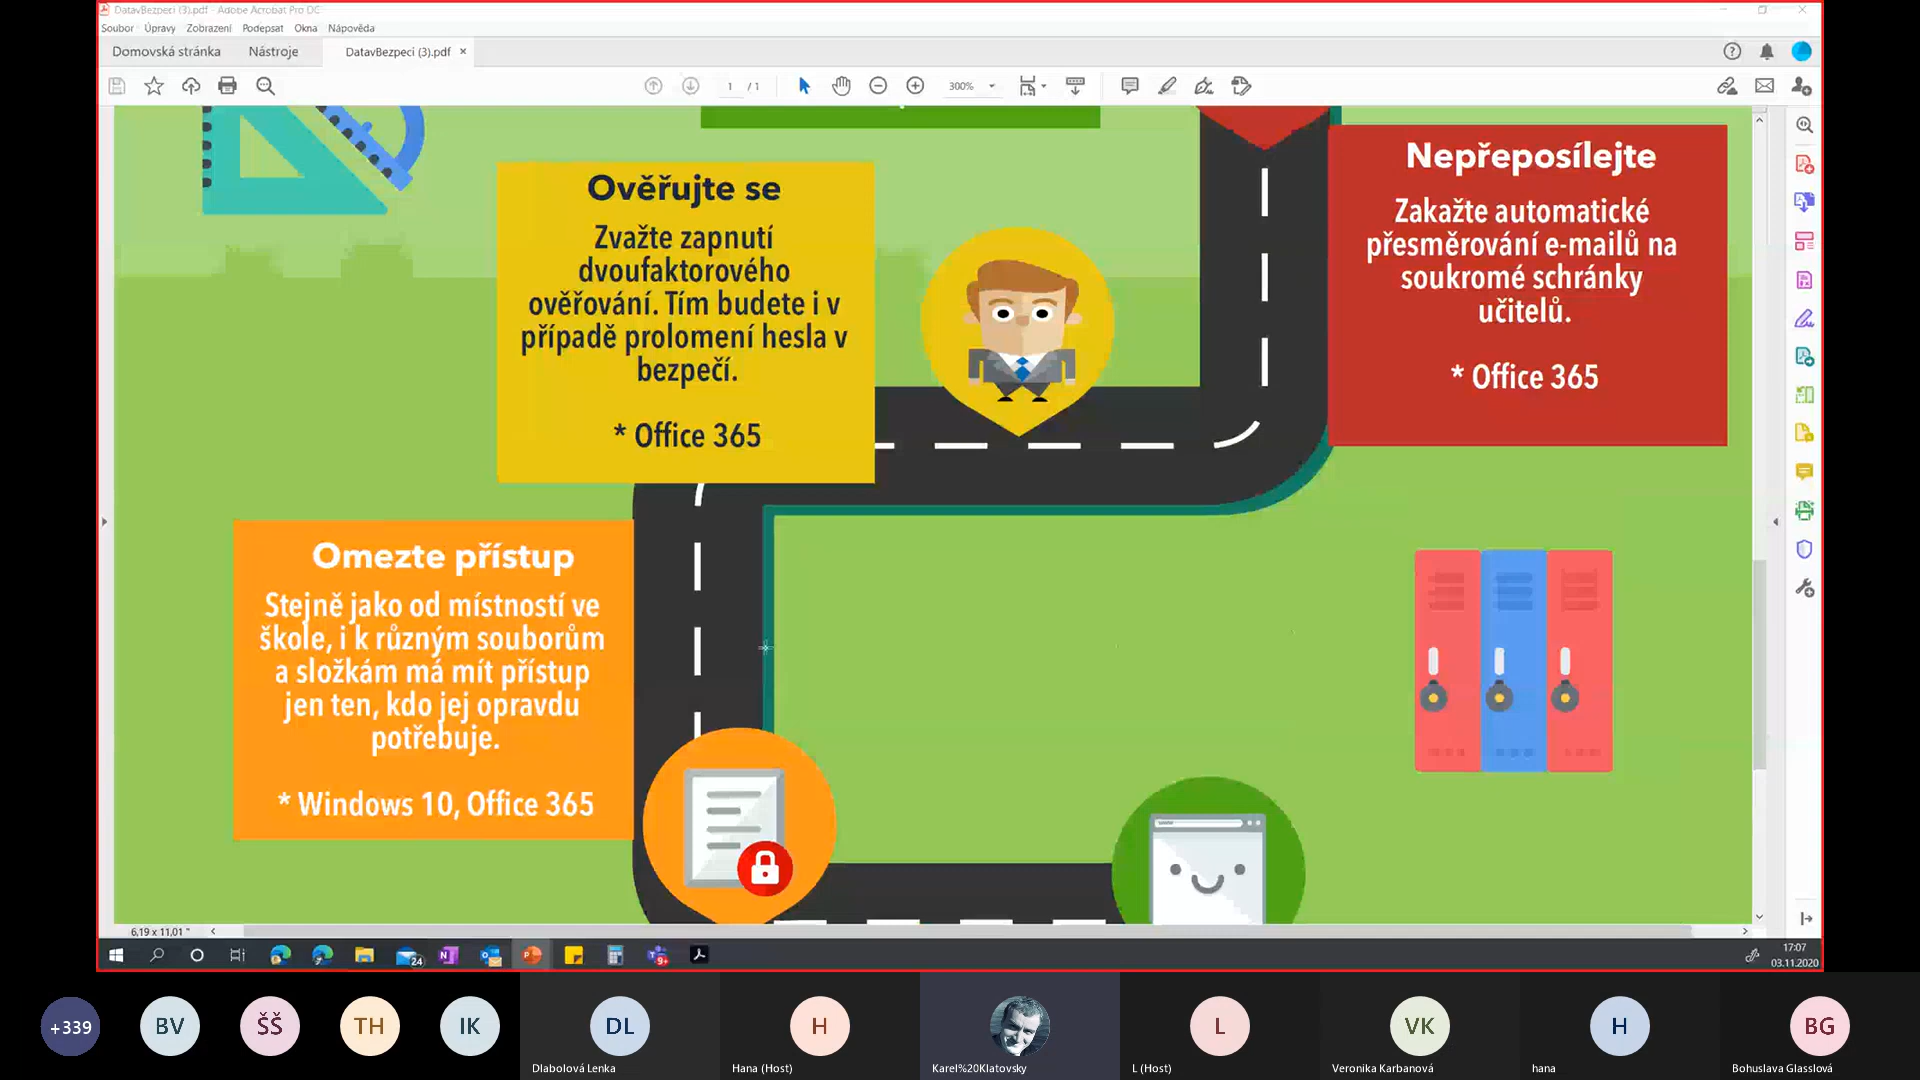 DatavBezpeci (3).pdf - Adobe Acrobat Pro DC
Soubor Úpravy Zobrazení Podepsat Okna Nápověda
Domovská stránka Nástroje DatavBezpeci (3).pdf ×
1 / 1 300%
Ověřujte se
Zvažte zapnutí
dvoufaktorového
ověřování. Tím budete i v
případě prolomení hesla v
bezpečí.
* Office 365
Nepřeposílejte
Zakažte automatické
přesměrování e-mailů na
soukromé schránky
učitelů.
* Office 365
Omezte přístup
Stejně jako od místností ve
škole, i k různým souborům
a složkám má mít přístup
jen ten, kdo jej opravdu
potřebuje.
* Windows 10, Office 365
6,19 x 11,01 "
24
9+
17:07
03.11.2020
+339 BV ŠŠ TH IK DL H L VK H BG
Dlabolová Lenka Hana (Host) Karel%20Klatovsky L (Host) Veronika Karbanová hana Bohuslava Glasslová